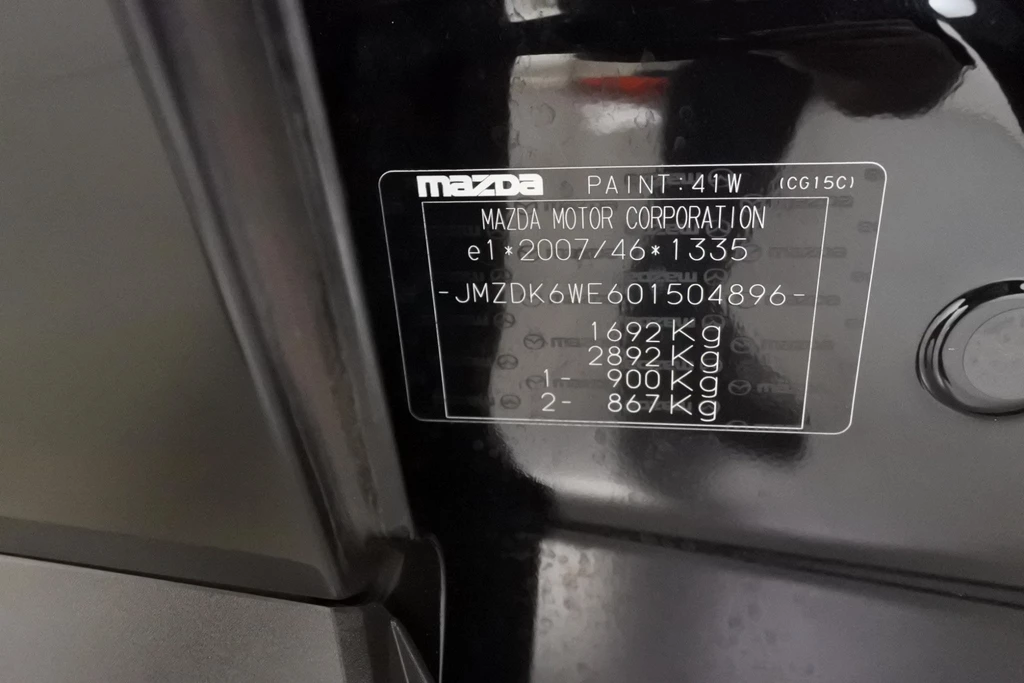 mazda PAINT:41W (CG15C)
MAZDA MOTOR CORPORATION
e1*2007/46*1335
-JMZDK6WE601504896-
1692Kg
2892Kg
1- 900Kg
2- 867Kg